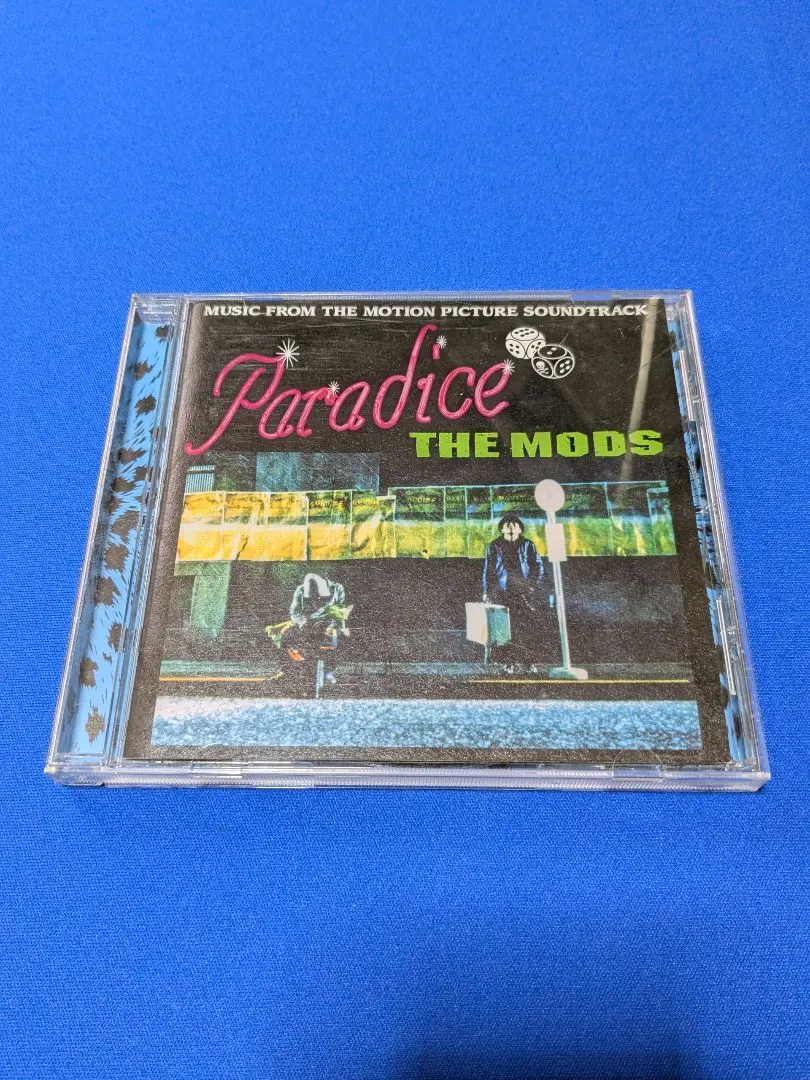 MUSIC FROM THE MOTION PICTURE SOUNDTRACK
Paradice
THE MODS